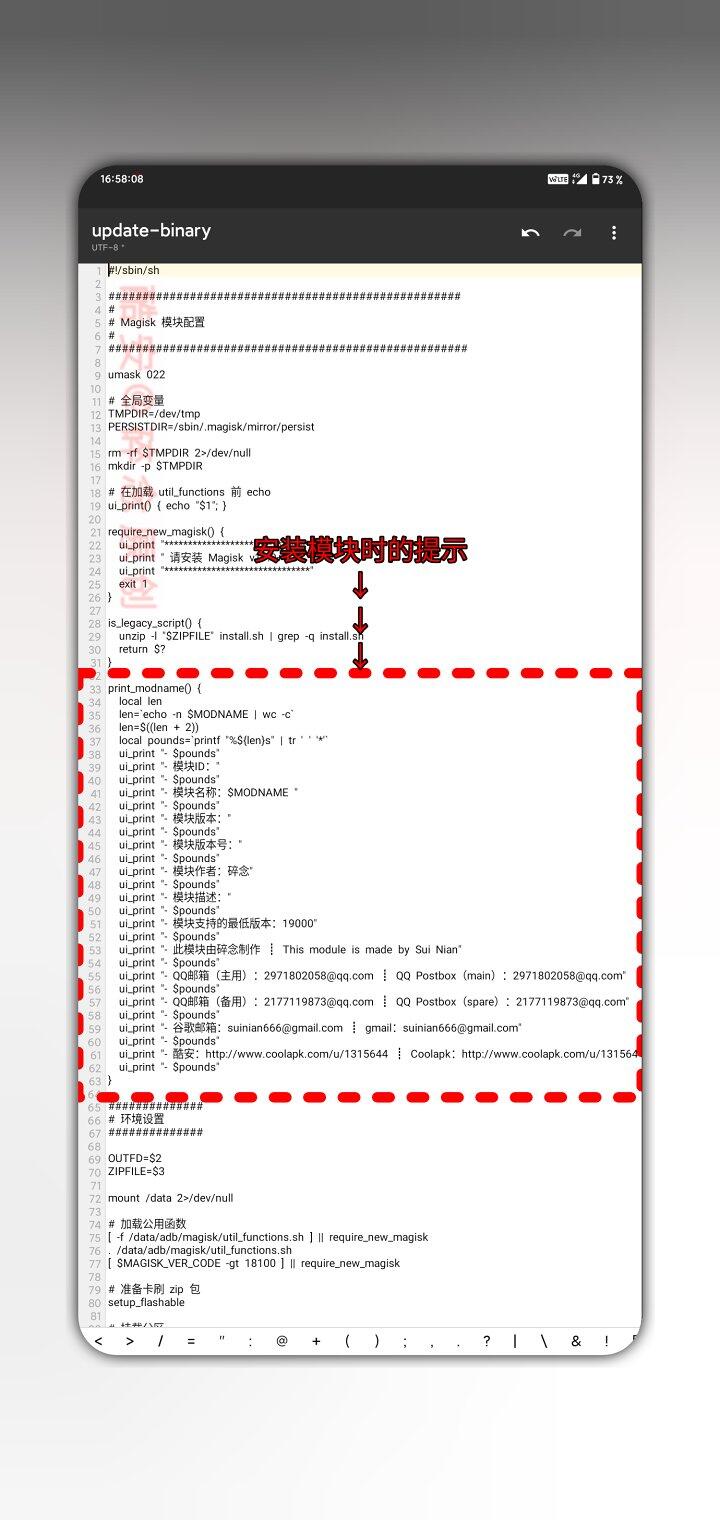 16:58:08
VoLTE 4G 73 %
update-binary
UTF-8 *
1 #!/sbin/sh
2
3 ####################################################
4 #
5 # Magisk 模块配置
6 #
7 #####################################################
8
9 umask 022
10
11 # 全局变量
12 TMPDIR=/dev/tmp
13 PERSISTDIR=/sbin/.magisk/mirror/persist
14
15 rm -rf $TMPDIR 2>/dev/null
16 mkdir -p $TMPDIR
17
18 # 在加载 util_functions 前 echo
19 ui_print() { echo "$1"; }
20
21 require_new_magisk() {
22 ui_print "*******************
安装模块时的提示
23 ui_print " 请安装 Magisk v
24 ui_print "*******************************"
25 exit 1
26 }
27
28 is_legacy_script() {
29 unzip -l "$ZIPFILE" install.sh | grep -q install.sh
30 return $?
31 }
32
33 print_modname() {
34 local len
35 len=`echo -n $MODNAME | wc -c`
36 len=$((len + 2))
37 local pounds=`printf "%${len}s" | tr ' ' '*'`
38 ui_print "- $pounds"
39 ui_print "- 模块ID："
40 ui_print "- $pounds"
41 ui_print "- 模块名称：$MODNAME "
42 ui_print "- $pounds"
43 ui_print "- 模块版本："
44 ui_print "- $pounds"
45 ui_print "- 模块版本号："
46 ui_print "- $pounds"
47 ui_print "- 模块作者：碎念"
48 ui_print "- $pounds"
49 ui_print "- 模块描述："
50 ui_print "- $pounds"
51 ui_print "- 模块支持的最低版本：19000"
52 ui_print "- $pounds"
53 ui_print "- 此模块由碎念制作 ┋ This module is made by Sui Nian"
54 ui_print "- $pounds"
55 ui_print "- QQ邮箱（主用）：2971802058@qq.com ┋ QQ Postbox（main）：2971802058@qq.com"
56 ui_print "- $pounds"
57 ui_print "- QQ邮箱（备用）：2177119873@qq.com ┋ QQ Postbox（spare）：2177119873@qq.com"
58 ui_print "- $pounds"
59 ui_print "- 谷歌邮箱：suinian666@gmail.com ┋ gmail：suinian666@gmail.com"
60 ui_print "- $pounds"
61 ui_print "- 酷安：http://www.coolapk.com/u/1315644 ┋ Coolapk：http://www.coolapk.com/u/131564
62 ui_print "- $pounds"
63 }
64
65 ##############
66 # 环境设置
67 ##############
68
69 OUTFD=$2
70 ZIPFILE=$3
71
72 mount /data 2>/dev/null
73
74 # 加载公用函数
75 [ -f /data/adb/magisk/util_functions.sh ] || require_new_magisk
76 . /data/adb/magisk/util_functions.sh
77 [ $MAGISK_VER_CODE -gt 18100 ] || require_new_magisk
78
79 # 准备卡刷 zip 包
80 setup_flashable
81
< > / = " : @ + ( ) ; , . ? | \ & !